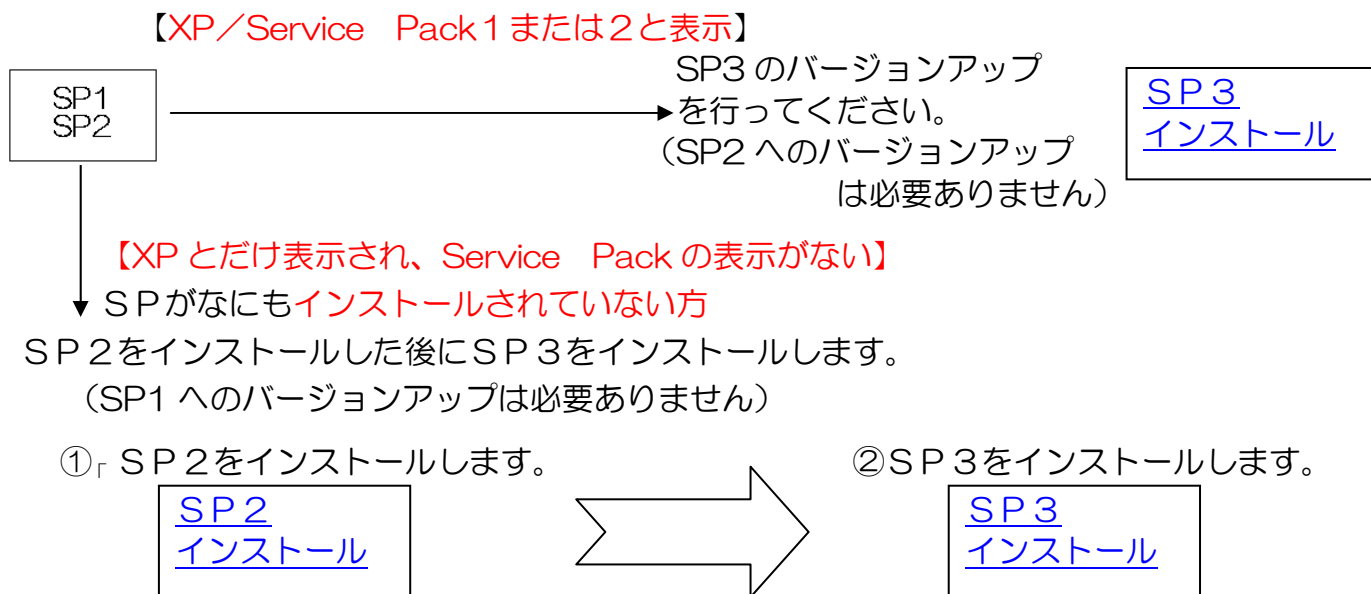 【XP／Service　Pack１または２と表示】
SP1
SP2
SP3 のバージョンアップ
を行ってください。
（SP2 へのバージョンアップ
は必要ありません）
ＳＰ３
インストール
【XP とだけ表示され、Service　Pack の表示がない】
ＳＰがなにもインストールされていない方
ＳＰ２をインストールした後にＳＰ３をインストールします。
（SP1 へのバージョンアップは必要ありません）
①「 ＳＰ２をインストールします。
②ＳＰ３をインストールします。
ＳＰ２
インストール
ＳＰ３
インストール